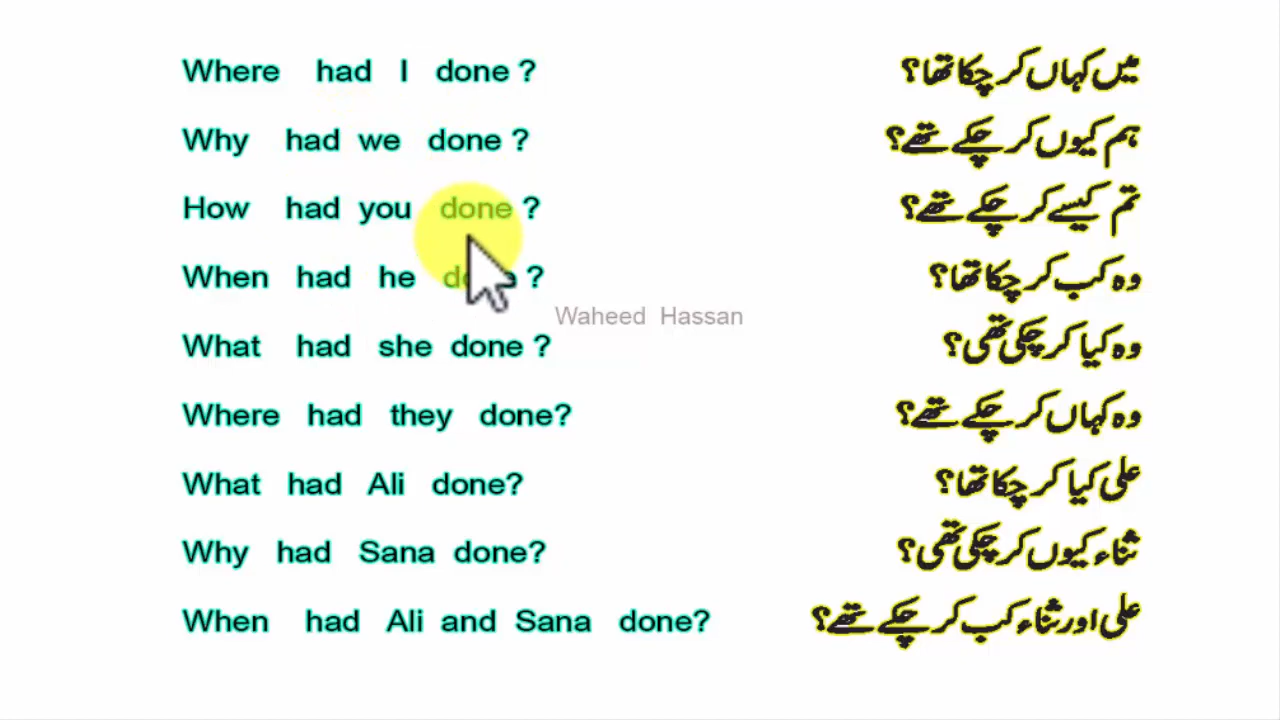 Where had I done ? میں کہاں کر چکا تھا؟
Why had we done ? ہم کیوں کر چکے تھے؟
How had you done ? تم کیسے کر چکے تھے؟
When had he done ? وہ کب کر چکا تھا؟
Waheed Hassan
What had she done ? وہ کیا کر چکی تھی؟
Where had they done? وہ کہاں کر چکے تھے؟
What had Ali done? علی کیا کر چکا تھا؟
Why had Sana done? ثناء کیوں کر چکی تھی؟
When had Ali and Sana done? علی اور ثناء کب کر چکے تھے؟